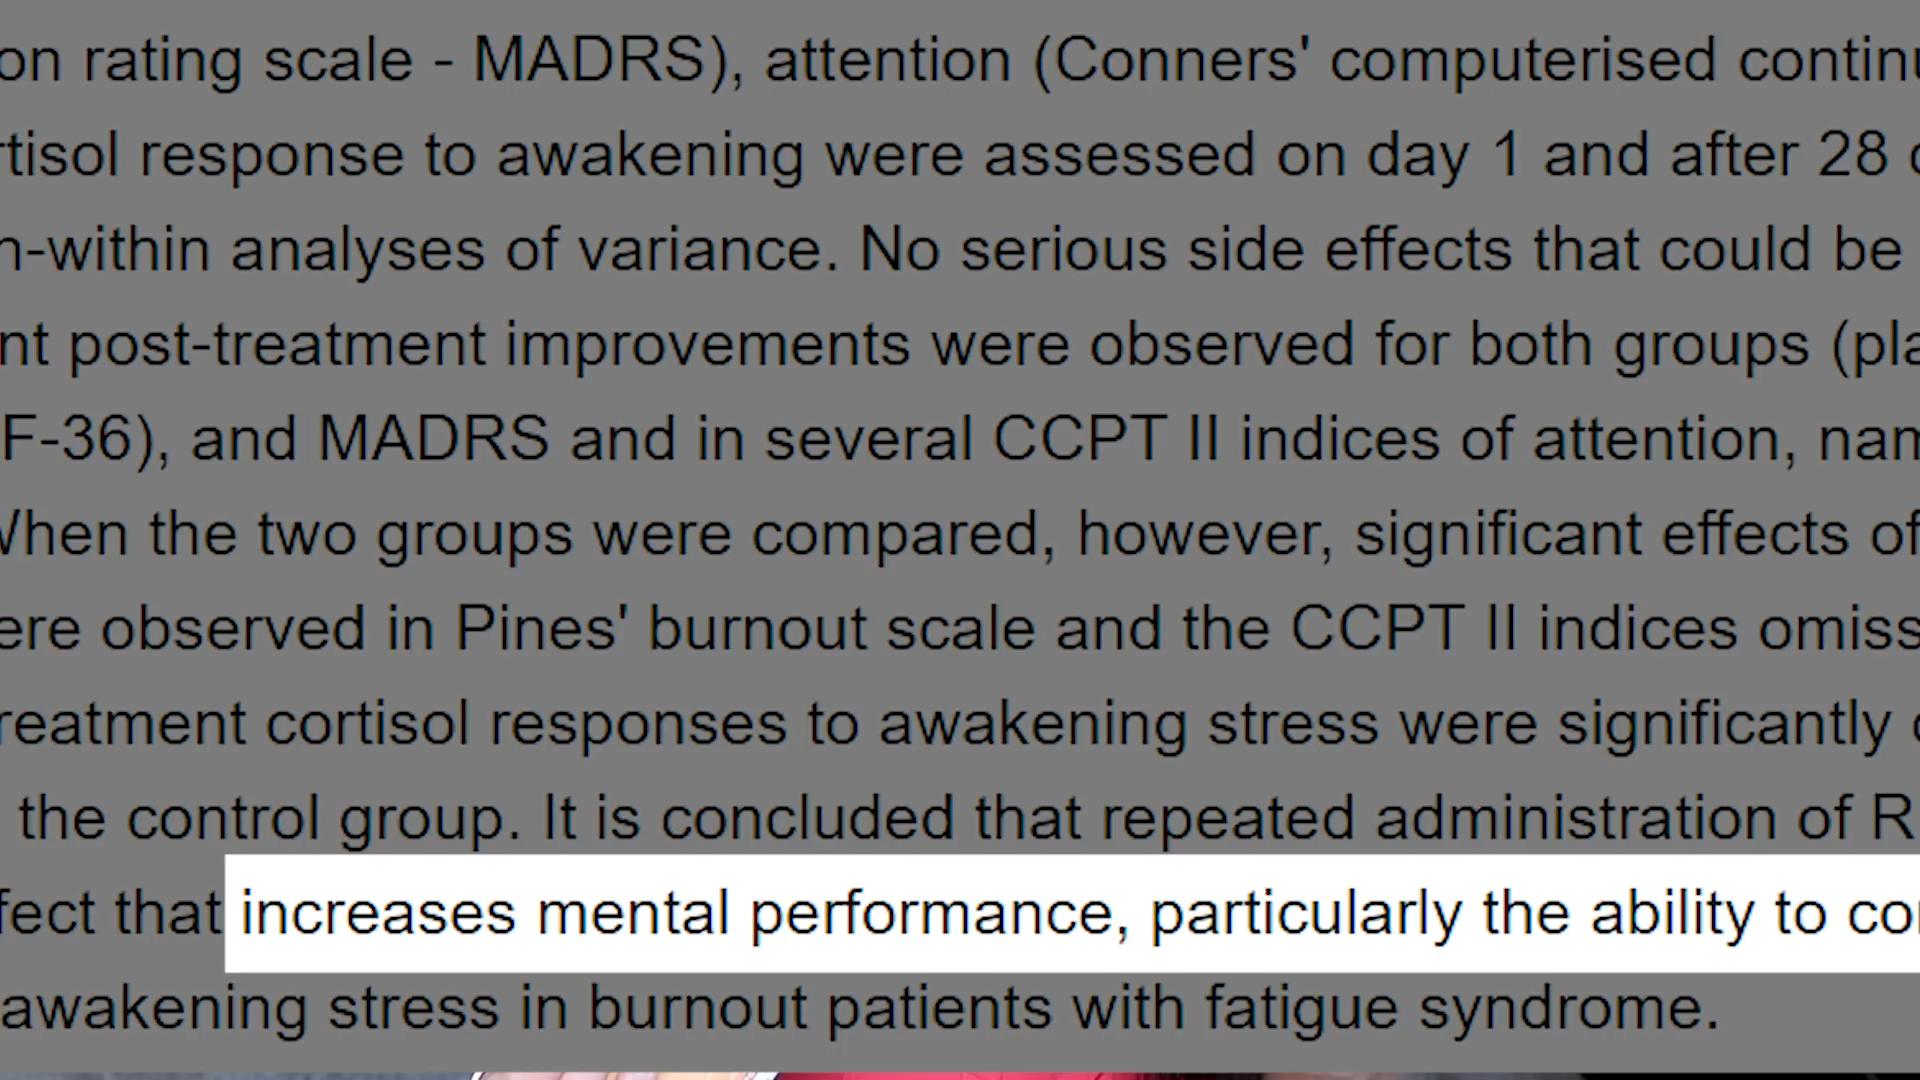 on rating scale - MADRS), attention (Conners' computerised continu
rtisol response to awakening were assessed on day 1 and after 28
n-within analyses of variance. No serious side effects that could be
nt post-treatment improvements were observed for both groups (pla
F-36), and MADRS and in several CCPT II indices of attention, nam
When the two groups were compared, however, significant effects of
ere observed in Pines' burnout scale and the CCPT II indices omiss
reatment cortisol responses to awakening stress were significantly
the control group. It is concluded that repeated administration of R
fect that increases mental performance, particularly the ability to con
awakening stress in burnout patients with fatigue syndrome.